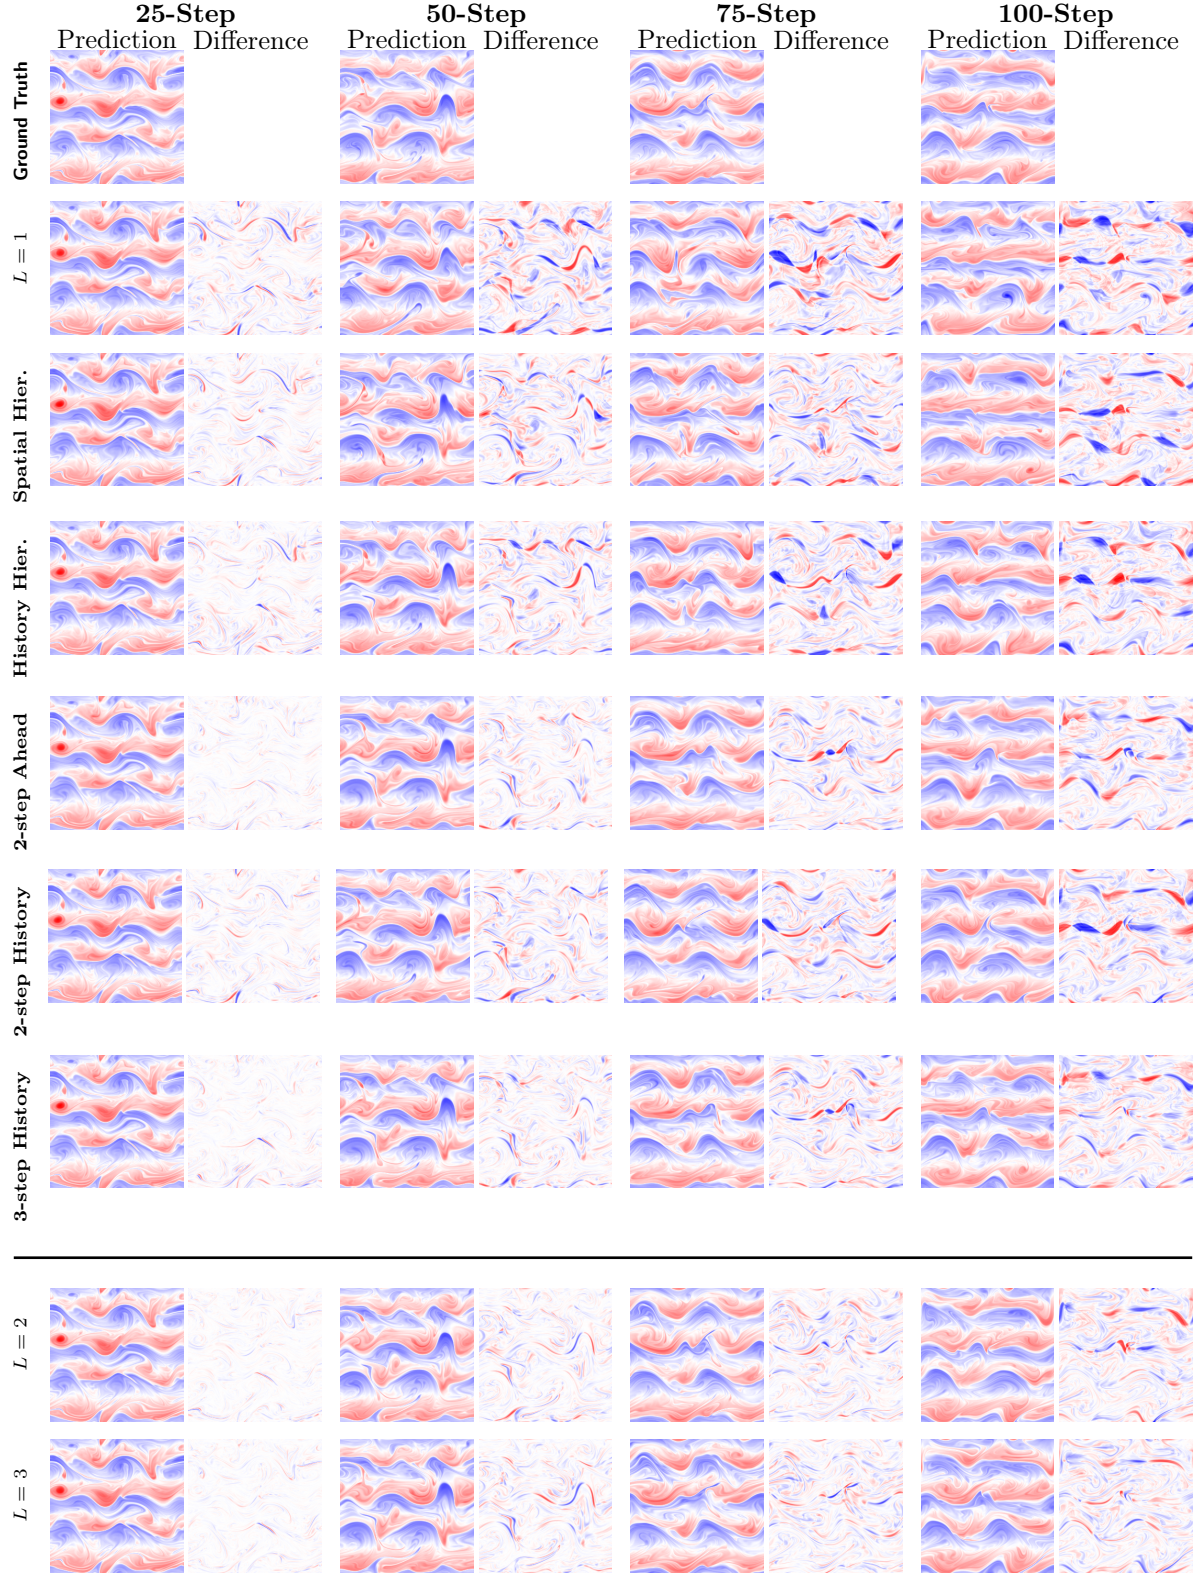 25-Step 50-Step 75-Step 100-Step
Prediction Difference Prediction Difference Prediction Difference Prediction Difference
Ground Truth
L = 1
Spatial Hier.
History Hier.
2-step Ahead
2-step History
3-step History
L = 2
L = 3